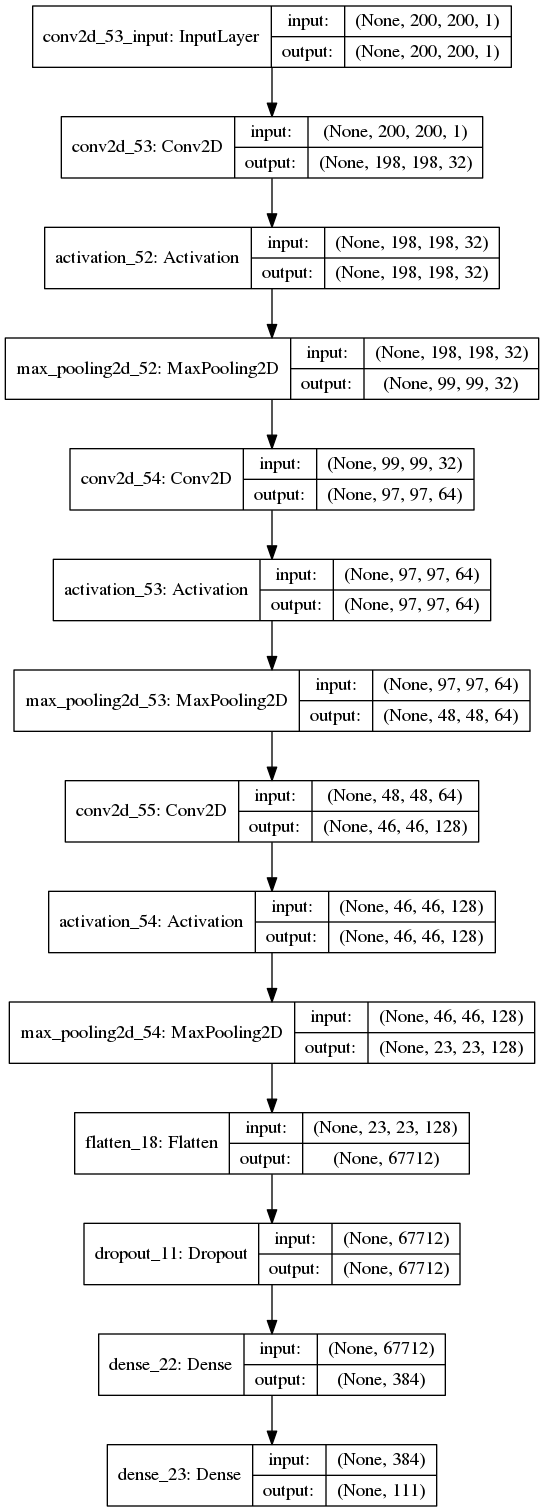 conv2d_53_input: InputLayer
input: (None, 200, 200, 1)
output: (None, 200, 200, 1)
conv2d_53: Conv2D
input: (None, 200, 200, 1)
output: (None, 198, 198, 32)
activation_52: Activation
input: (None, 198, 198, 32)
output: (None, 198, 198, 32)
max_pooling2d_52: MaxPooling2D
input: (None, 198, 198, 32)
output: (None, 99, 99, 32)
conv2d_54: Conv2D
input: (None, 99, 99, 32)
output: (None, 97, 97, 64)
activation_53: Activation
input: (None, 97, 97, 64)
output: (None, 97, 97, 64)
max_pooling2d_53: MaxPooling2D
input: (None, 97, 97, 64)
output: (None, 48, 48, 64)
conv2d_55: Conv2D
input: (None, 48, 48, 64)
output: (None, 46, 46, 128)
activation_54: Activation
input: (None, 46, 46, 128)
output: (None, 46, 46, 128)
max_pooling2d_54: MaxPooling2D
input: (None, 46, 46, 128)
output: (None, 23, 23, 128)
flatten_18: Flatten
input: (None, 23, 23, 128)
output: (None, 67712)
dropout_11: Dropout
input: (None, 67712)
output: (None, 67712)
dense_22: Dense
input: (None, 67712)
output: (None, 384)
dense_23: Dense
input: (None, 384)
output: (None, 111)